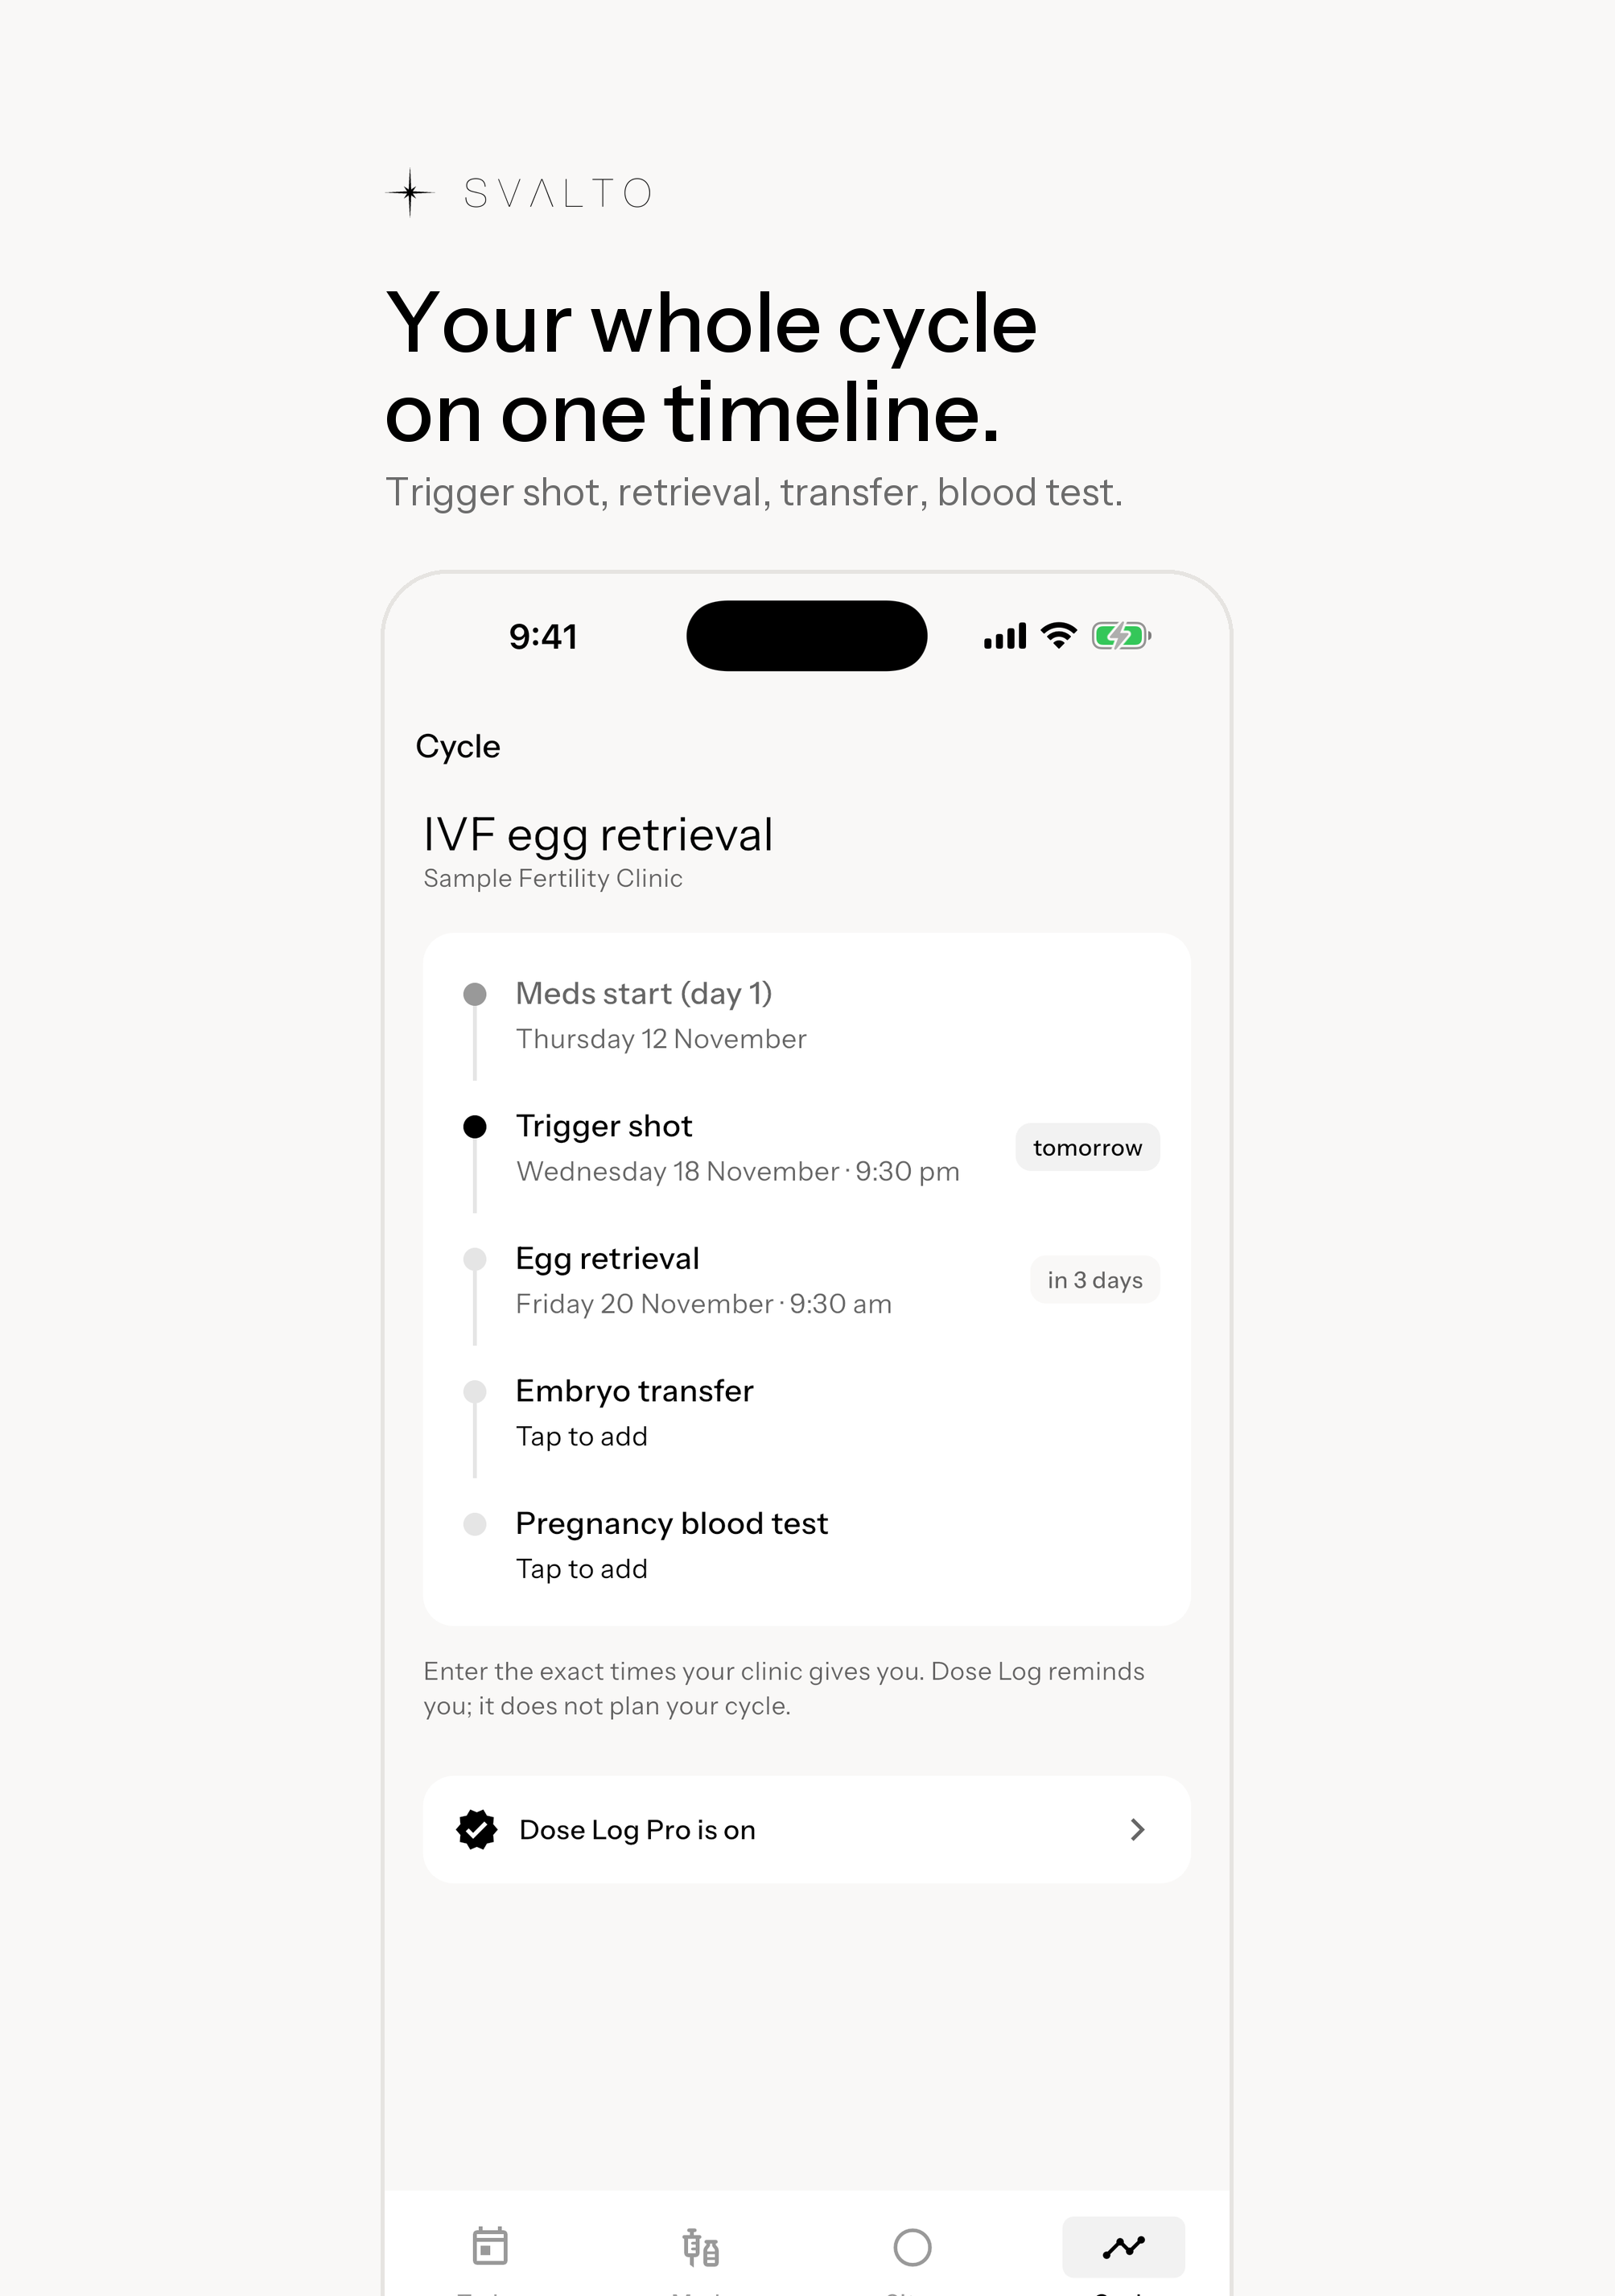 SVALTO
Your whole cycle
on one timeline.
Trigger shot, retrieval, transfer, blood test.
9:41
Cycle
IVF egg retrieval
Sample Fertility Clinic
Meds start (day 1)
Thursday 12 November
Trigger shot
Wednesday 18 November · 9:30 pm
tomorrow
Egg retrieval
Friday 20 November · 9:30 am
in 3 days
Embryo transfer
Tap to add
Pregnancy blood test
Tap to add
Enter the exact times your clinic gives you. Dose Log reminds
you; it does not plan your cycle.
Dose Log Pro is on